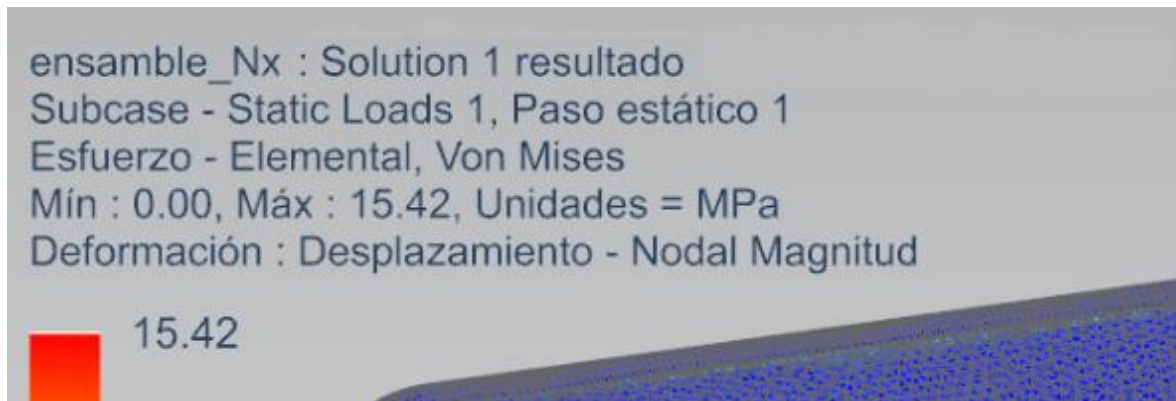 ensamble_Nx : Solution 1 resultado
Subcase - Static Loads 1, Paso estático 1
Esfuerzo - Elemental, Von Mises
Mín : 0.00, Máx : 15.42, Unidades = MPa
Deformación : Desplazamiento - Nodal Magnitud
15.42